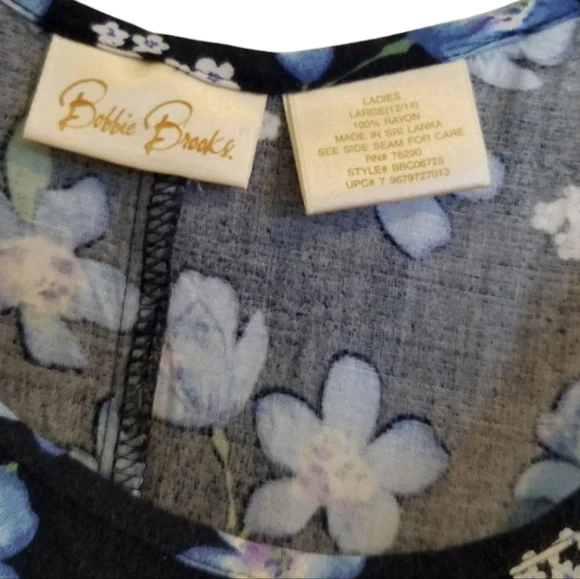 Bobbie Brooks.
LADIES
LARGE(12/14)
100% RAYON
MADE IN SRI LANKA
SEE SIDE SEAM FOR CARE
RN# 76290
STYLE# BBC06725
UPC# 7 9679727013